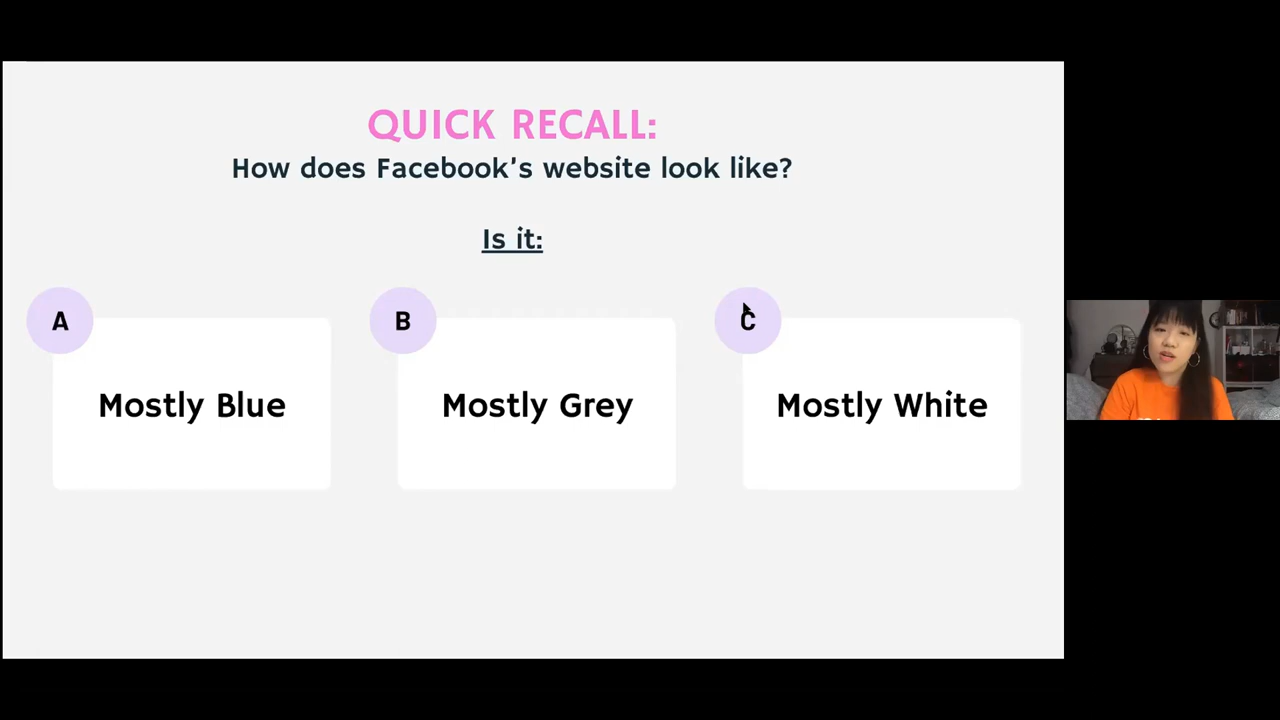 QUICK RECALL:
How does Facebook's website look like?
Is it:
A
Mostly Blue
B
Mostly Grey
C
Mostly White